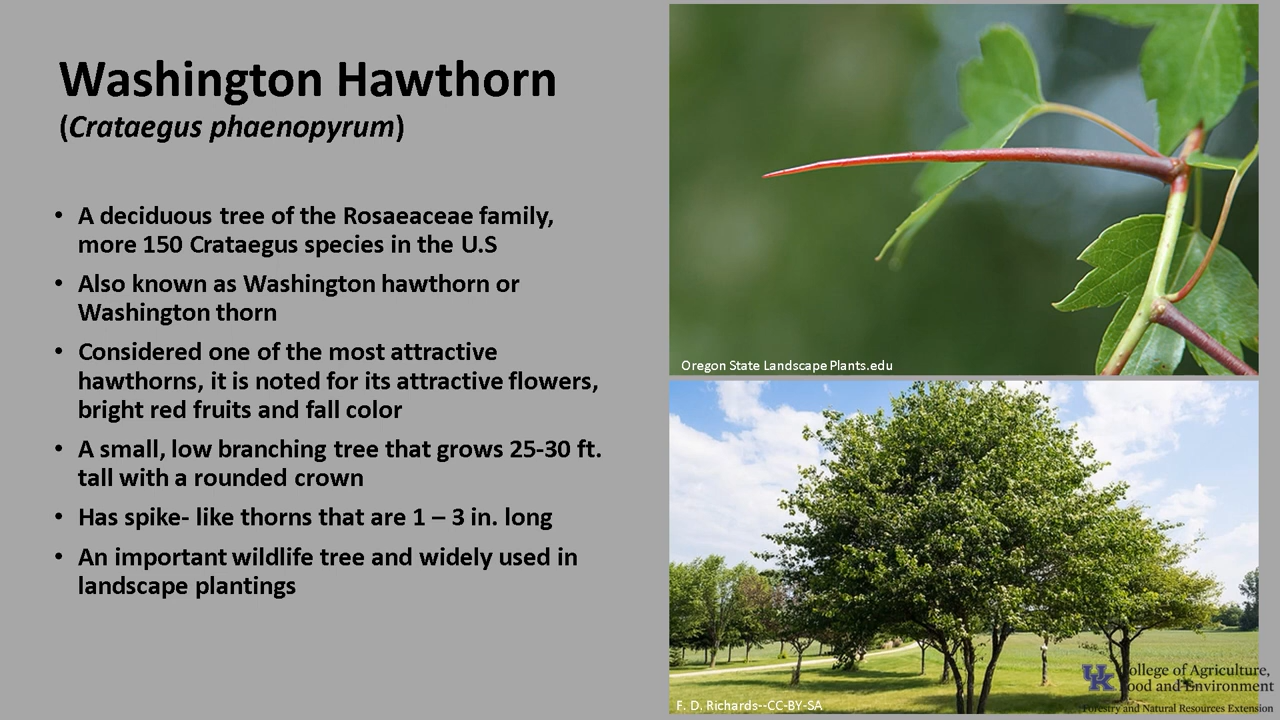 Washington Hawthorn
(Crataegus phaenopyrum)
• A deciduous tree of the Rosaeaceae family,
more 150 Crataegus species in the U.S
• Also known as Washington hawthorn or
Washington thorn
• Considered one of the most attractive
hawthorns, it is noted for its attractive flowers,
bright red fruits and fall color
• A small, low branching tree that grows 25-30 ft.
tall with a rounded crown
• Has spike- like thorns that are 1 – 3 in. long
• An important wildlife tree and widely used in
landscape plantings
Oregon State Landscape Plants.edu
F. D. Richards--CC-BY-SA
UK
College of Agriculture,
Food and Environment
Forestry and Natural Resources Extension